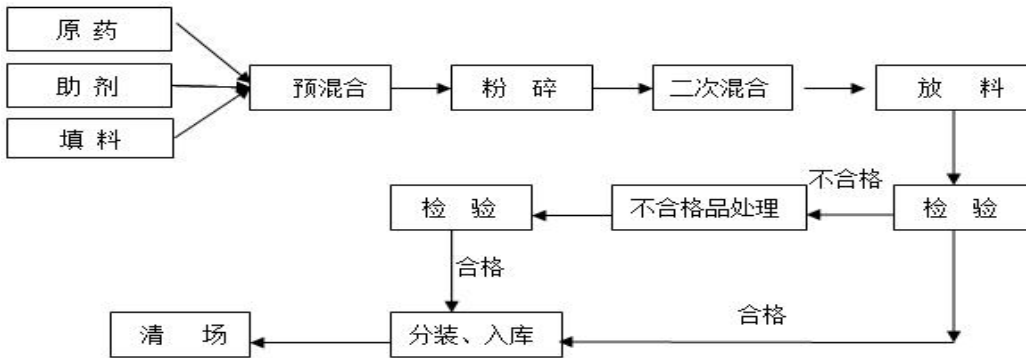 原 药
助 剂
填 料
预混合
粉 碎
二次混合
放 料
不合格
检 验
不合格品处理
检 验
合格
合格
清 场
分装、入库